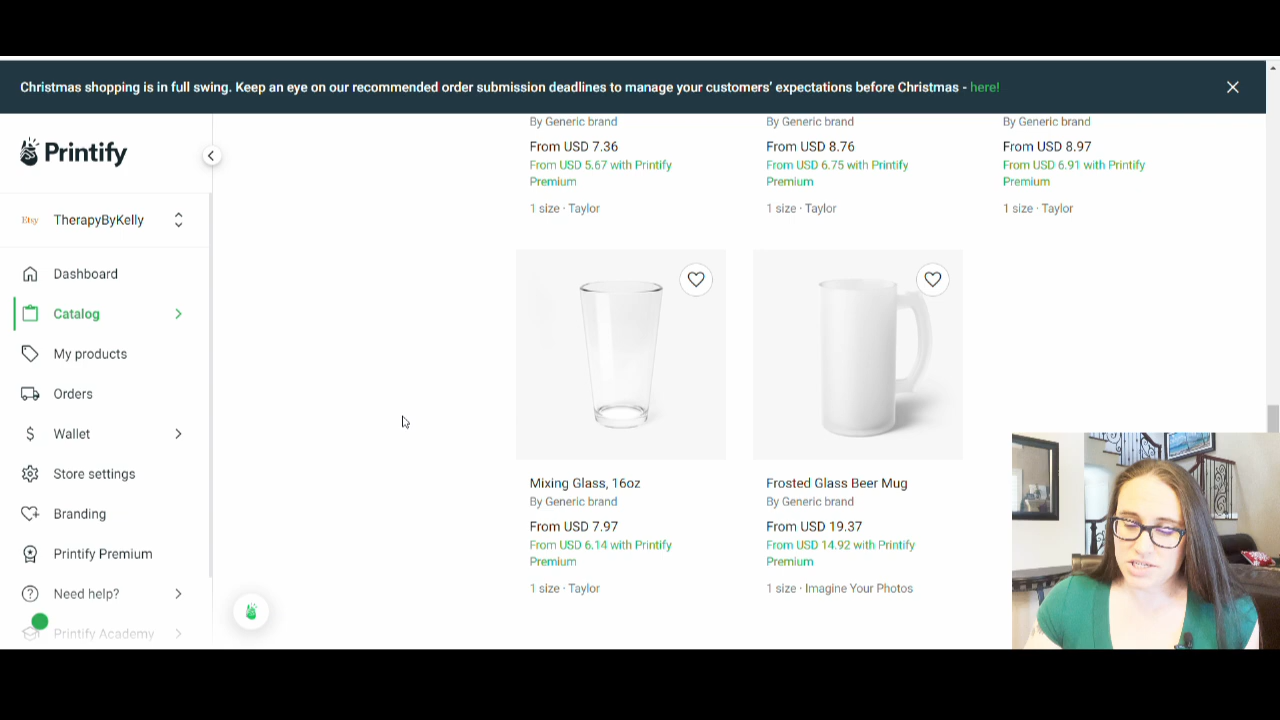 Christmas shopping is in full swing. Keep an eye on our recommended order submission deadlines to manage your customers' expectations before Christmas - here!
Printify
Etsy TherapyByKelly
Dashboard
Catalog
My products
Orders
Wallet
Store settings
Branding
Printify Premium
Need help?
Printify Academy
By Generic brand
From USD 7.36
From USD 5.67 with Printify
Premium
1 size · Taylor
By Generic brand
From USD 8.76
From USD 6.75 with Printify
Premium
1 size · Taylor
By Generic brand
From USD 8.97
From USD 6.91 with Printify
Premium
1 size · Taylor
Mixing Glass, 16oz
By Generic brand
From USD 7.97
From USD 6.14 with Printify
Premium
1 size · Taylor
Frosted Glass Beer Mug
By Generic brand
From USD 19.37
From USD 14.92 with Printify
Premium
1 size · Imagine Your Photos